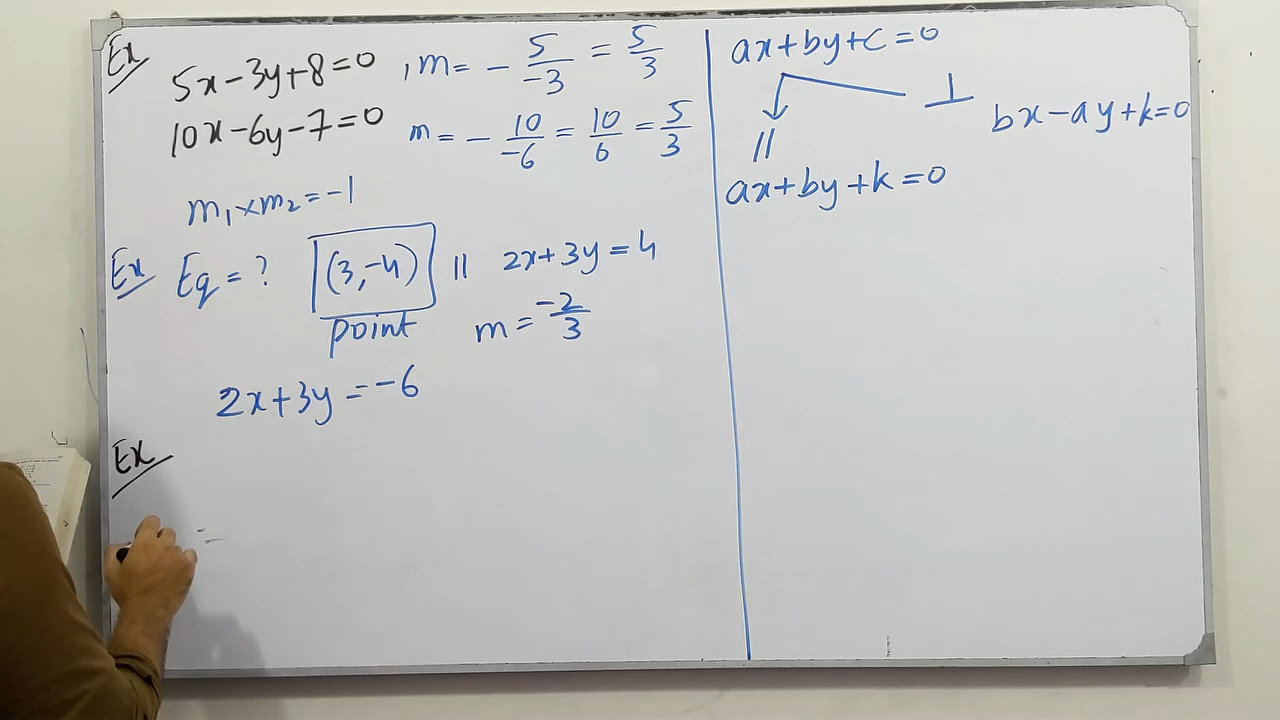 Ex
5x-3y+8=0 , m = - 5/-3 = 5/3
10x-6y-7=0 m = - 10/-6 = 10/6 = 5/3
m₁ × m₂ = -1
Ex Eq = ? (3,-4) || 2x+3y=4
point m = -2/3
2x+3y=-6
Ex
ax+by+c=0
⊥ bx-ay+k=0
||
ax+by+k=0